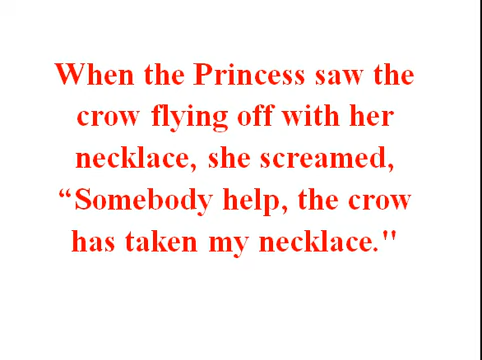 When the Princess saw the
crow flying off with her
necklace, she screamed,
“Somebody help, the crow
has taken my necklace."